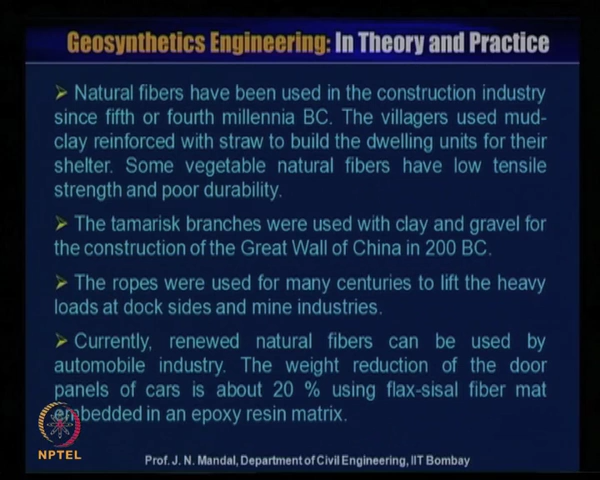 Geosynthetics Engineering: In Theory and Practice
➢ Natural fibers have been used in the construction industry
since fifth or fourth millennia BC. The villagers used mud-
clay reinforced with straw to build the dwelling units for their
shelter. Some vegetable natural fibers have low tensile
strength and poor durability.
➢ The tamarisk branches were used with clay and gravel for
the construction of the Great Wall of China in 200 BC.
➢ The ropes were used for many centuries to lift the heavy
loads at dock sides and mine industries.
➢ Currently, renewed natural fibers can be used by
automobile industry. The weight reduction of the door
panels of cars is about 20 % using flax-sisal fiber mat
embedded in an epoxy resin matrix.
NPTEL
Prof. J. N. Mandal, Department of Civil Engineering, IIT Bombay